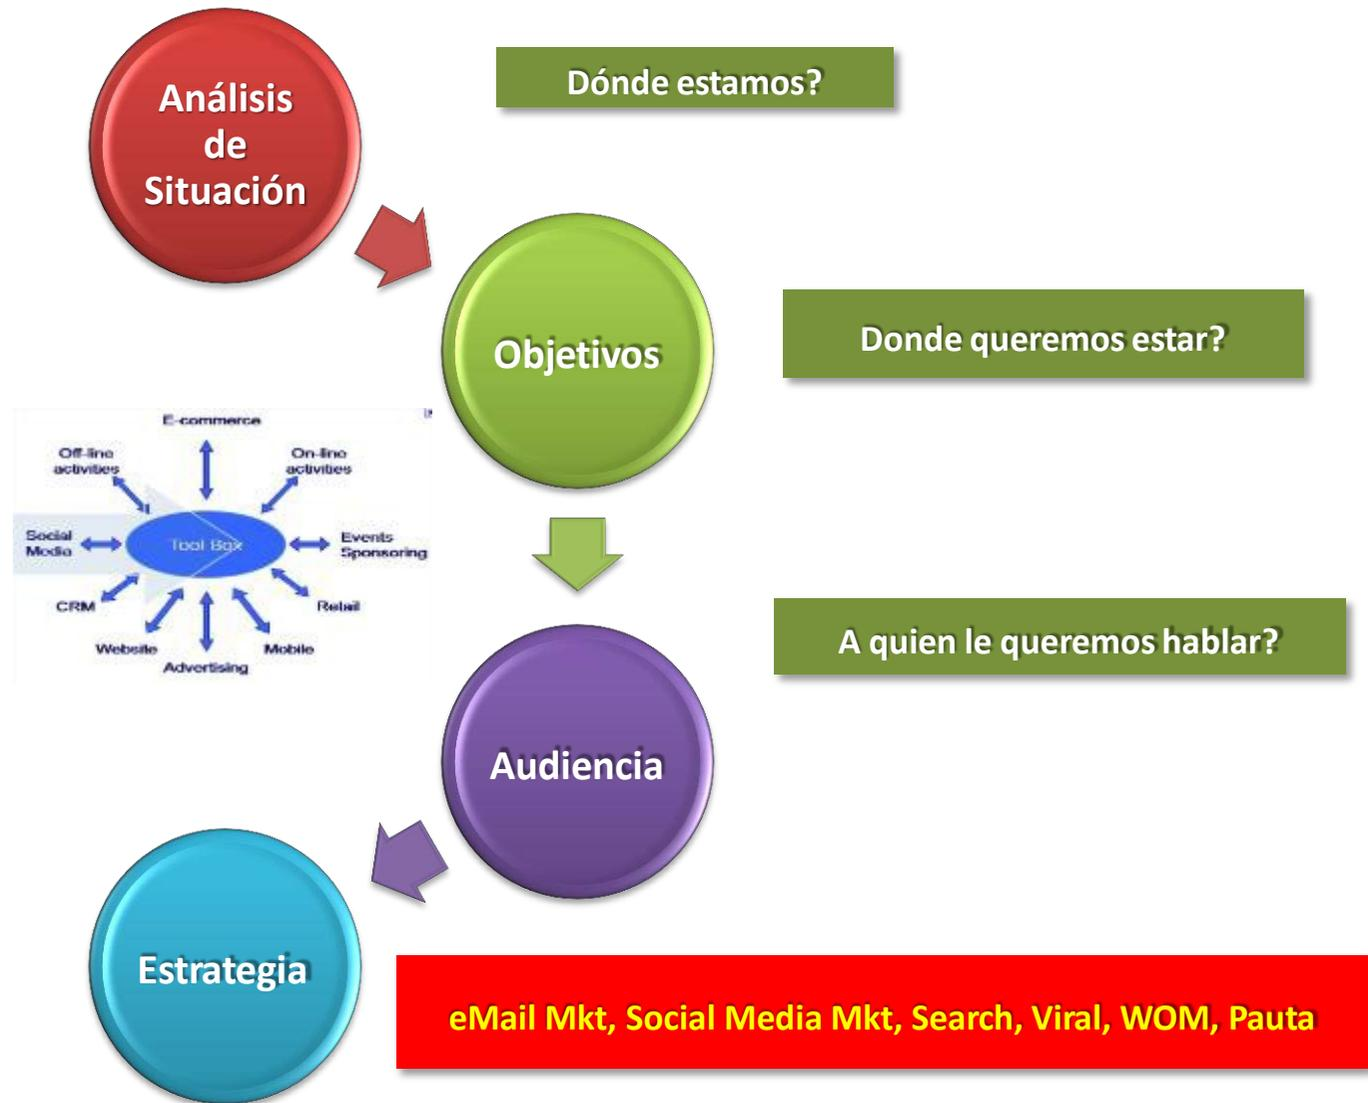 Análisis
de
Situación
Dónde estamos?
Objetivos
Donde queremos estar?
E-commerce
Off-line
activities
On-line
activities
Social
Media
Tool Box
Events
Sponsoring
CRM
Retail
Website
Mobile
Advertising
A quien le queremos hablar?
Audiencia
Estrategia
eMail Mkt, Social Media Mkt, Search, Viral, WOM, Pauta